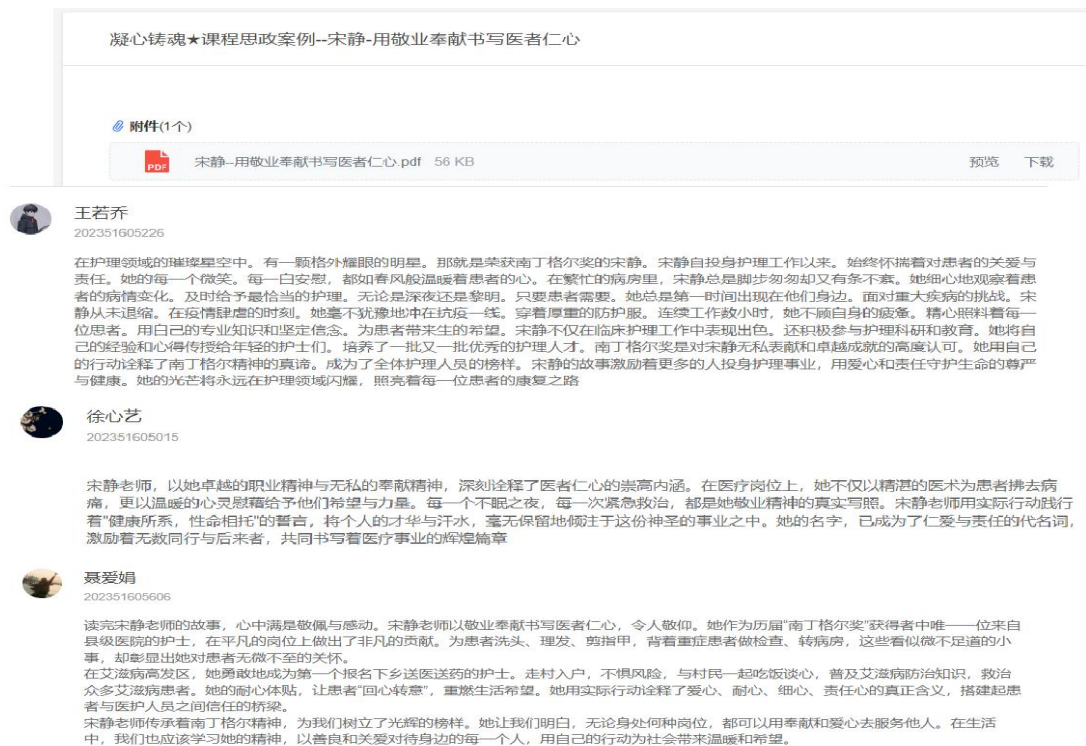 凝心铸魂★课程思政案例--宋静-用敬业奉献书写医者仁心
附件(1个)
PDF
宋静--用敬业奉献书写医者仁心.pdf 56 KB
预览 下载
王若乔
202351605226
在护理领域的璀璨星空中。有一颗格外耀眼的明星。那就是荣获南丁格尔奖的宋静。宋静自投身护理工作以来。始终怀揣着对患者的关爱与
责任。她的每一个微笑。每一白安慰，都如春风般温暖着患者的心。在繁忙的病房里，宋静总是脚步匆匆却又有条不紊。她细心地观察着患
者的病情变化。及时给予最恰当的护理。无论是深夜还是黎明。只要患者需要。她总是第一时间出现在他们身边。面对重大疾病的挑战。宋
静从未退缩。在疫情肆虐的时刻。她毫不犹豫地冲在抗疫一线。穿着厚重的防护服。连续工作数小时，她不顾自身的疲惫。精心照料着每一
位患者。用自己的专业知识和坚定信念。为患者带来生的希望。宋静不仅在临床护理工作中表现出色。还积极参与护理科研和教育。她将自
己的经验和心得传授给年轻的护士们。培养了一批又一批优秀的护理人才。南丁格尔奖是对宋静无私表献和卓越成就的高度认可。她用自己
的行动诠释了南丁格尔精神的真谛。成为了全体护理人员的榜样。宋静的故事激励着更多的人投身护理事业，用爱心和责任守护生命的尊严
与健康。她的光芒将永远在护理领域闪耀，照亮着每一位患者的康复之路
徐心艺
202351605015
宋静老师，以她卓越的职业精神与无私的奉献精神，深刻诠释了医者仁心的崇高内涵。在医疗岗位上，她不仅以精湛的医术为患者拂去病
痛，更以温暖的心灵慰藉给予他们希望与力量。每一个不眠之夜，每一次紧急救治，都是她敬业精神的真实写照。宋静老师用实际行动践行
着"健康所系，性命相托"的誓言，将个人的才华与汗水，毫无保留地倾注于这份神圣的事业之中。她的名字，已成为了仁爱与责任的代名词，
激励着无数同行与后来者，共同书写着医疗事业的辉煌篇章
聂爱娟
202351605606
读完宋静老师的故事，心中满是敬佩与感动。宋静老师以敬业奉献书写医者仁心，令人敬仰。她作为历届"南丁格尔奖"获得者中唯一一位来自
县级医院的护士，在平凡的岗位上做出了非凡的贡献。为患者洗头、理发、剪指甲，背着重症患者做检查、转病房，这些看似微不足道的小
事，却彰显出她对患者无微不至的关怀。
在艾滋病高发区，她勇敢地成为第一个报名下乡送医送药的护士。走村入户，不惧风险，与村民一起吃饭谈心，普及艾滋病防治知识，救治
众多艾滋病患者。她的耐心体贴，让患者"回心转意"，重燃生活希望。她用实际行动诠释了爱心、耐心、细心、责任心的真正含义，搭建起患
者与医护人员之间信任的桥梁。
宋静老师传承着南丁格尔精神，为我们树立了光辉的榜样。她让我们明白，无论身处何种岗位，都可以用奉献和爱心去服务他人。在生活
中，我们也应该学习她的精神，以善良和关爱对待身边的每一个人，用自己的行动为社会带来温暖和希望。